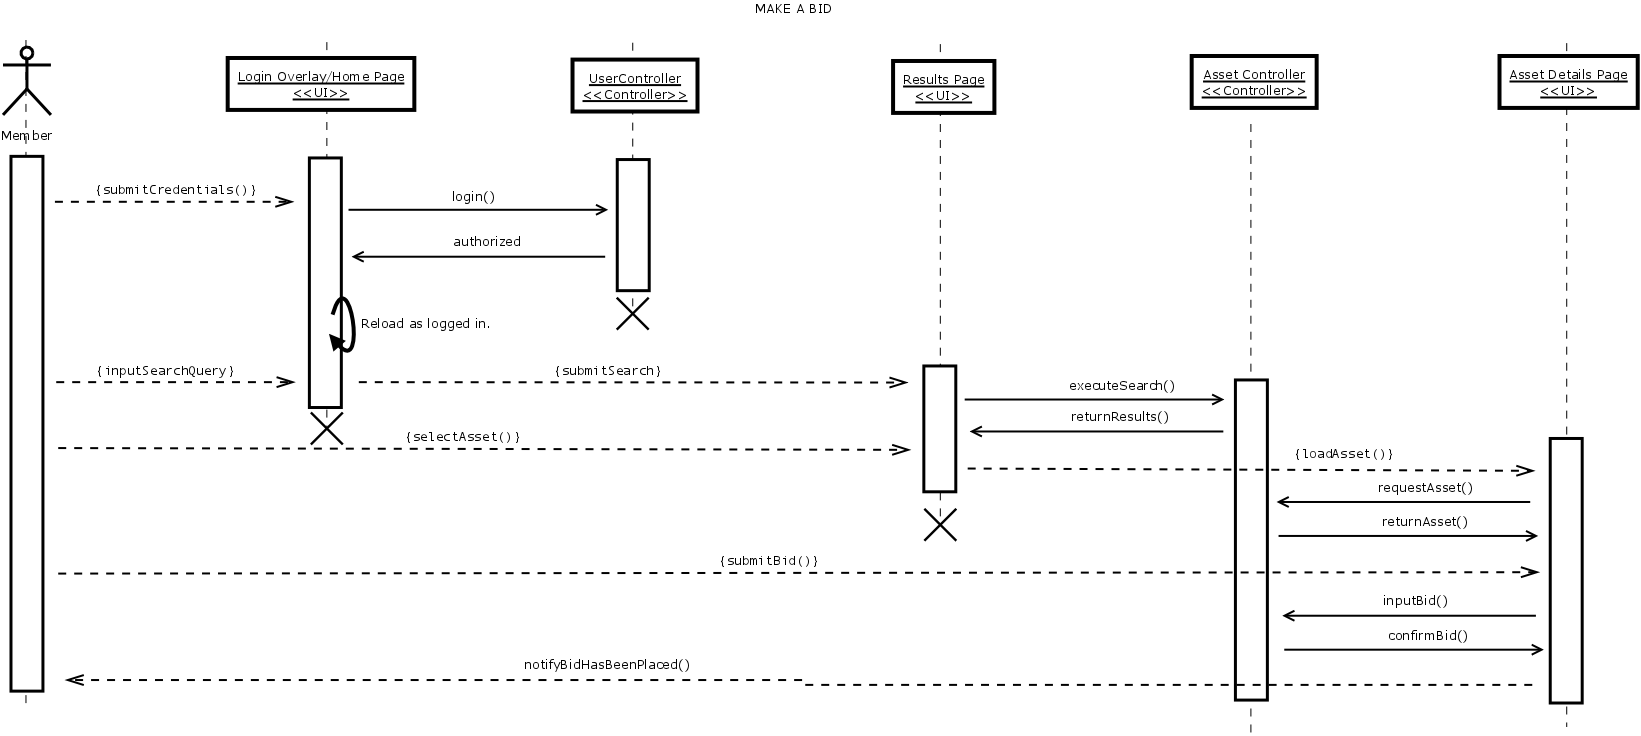 MAKE A BID
Login Overlay/Home Page
<<UI>>
UserController
<<Controller>>
Results Page
<<UI>>
Asset Controller
<<Controller>>
Asset Details Page
<<UI>>
Member
{submitCredentials()}
login()
authorized
Reload as logged in.
{inputSearchQuery}
{submitSearch}
executeSearch()
returnResults()
{selectAsset()}
{loadAsset()}
requestAsset()
returnAsset()
{submitBid()}
inputBid()
confirmBid()
notifyBidHasBeenPlaced()